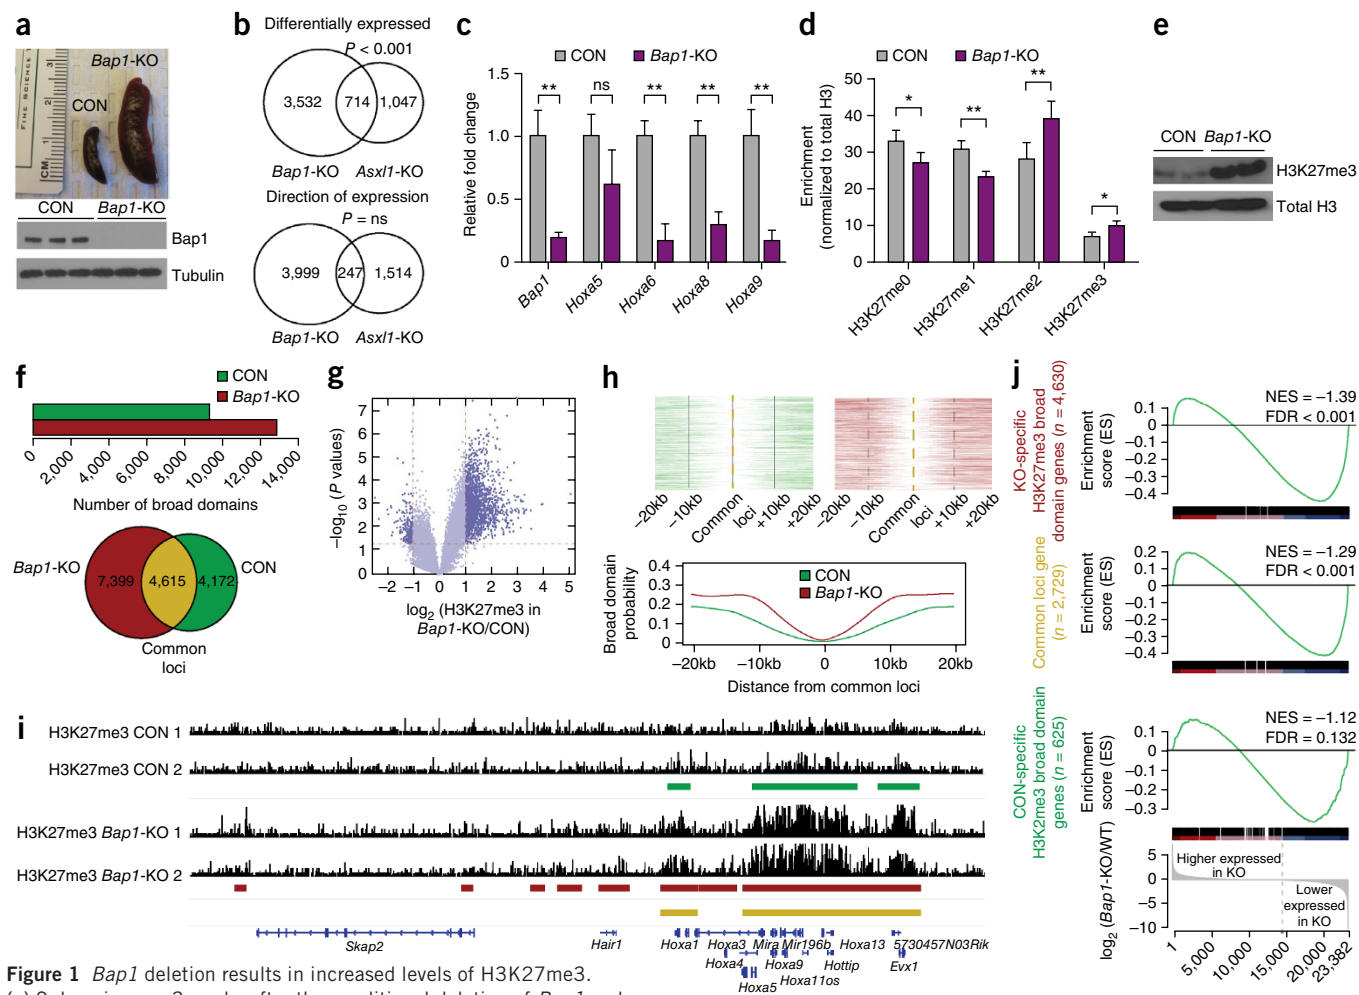 a
FINE SCIENCE
CM
1
2
3
Bap1-KO
CON
CON Bap1-KO
Bap1
Tubulin
b
Differentially expressed
P < 0.001
3,532 714 1,047
Bap1-KO Asxl1-KO
Direction of expression
P = ns
3,999 247 1,514
Bap1-KO Asxl1-KO
c
CON Bap1-KO
Relative fold change
1.5
1.0
0.5
0
** ns ** ** **
Bap1 Hoxa5 Hoxa6 Hoxa8 Hoxa9
d
CON Bap1-KO
Enrichment
(normalized to total H3)
50
40
30
20
10
0
* ** ** *
H3K27me0 H3K27me1 H3K27me2 H3K27me3
e
CON Bap1-KO
H3K27me3
Total H3
f
CON
Bap1-KO
0 2,000 4,000 6,000 8,000 10,000 12,000 14,000
Number of broad domains
Bap1-KO CON
7,399 4,615 4,172
Common
loci
g
–log10 (P values)
7
6
5
4
3
2
1
0
–2 –1 0 1 2 3 4 5
log2 (H3K27me3 in
Bap1-KO/CON)
h
–20kb –10kb Common loci +10kb +20kb
–20kb –10kb Common loci +10kb +20kb
Broad domain
probability
0.4
0.3
0.2
0.1
0
CON
Bap1-KO
–20kb –10kb 0 10kb 20kb
Distance from common loci
i
H3K27me3 CON 1
H3K27me3 CON 2
H3K27me3 Bap1-KO 1
H3K27me3 Bap1-KO 2
Skap2 Hair1 Hoxa1 Hoxa3 Mira Mir196b Hoxa13 5730457N03Rik
Hoxa4 Hoxa9 Hottip Evx1
Hoxa5 Hoxa11os
j
KO-specific
H3K27me3 broad
domain genes (n = 4,630)
Enrichment
score (ES)
0.1
0
–0.1
–0.2
–0.3
–0.4
NES = –1.39
FDR < 0.001
Common loci gene
(n = 2,729)
Enrichment
score (ES)
0.2
0.1
0
–0.1
–0.2
–0.3
–0.4
NES = –1.29
FDR < 0.001
CON-specific
H3K2me3 broad domain
genes (n = 625)
Enrichment
score (ES)
0.1
0
–0.1
–0.2
–0.3
NES = –1.12
FDR = 0.132
log2 (Bap1-KO/WT)
5
0
–5
–10
Higher expressed
in KO
Lower
expressed
in KO
1 5,000 10,000 15,000 20,000 23,382
Figure 1 Bap1 deletion results in increased levels of H3K27me3.